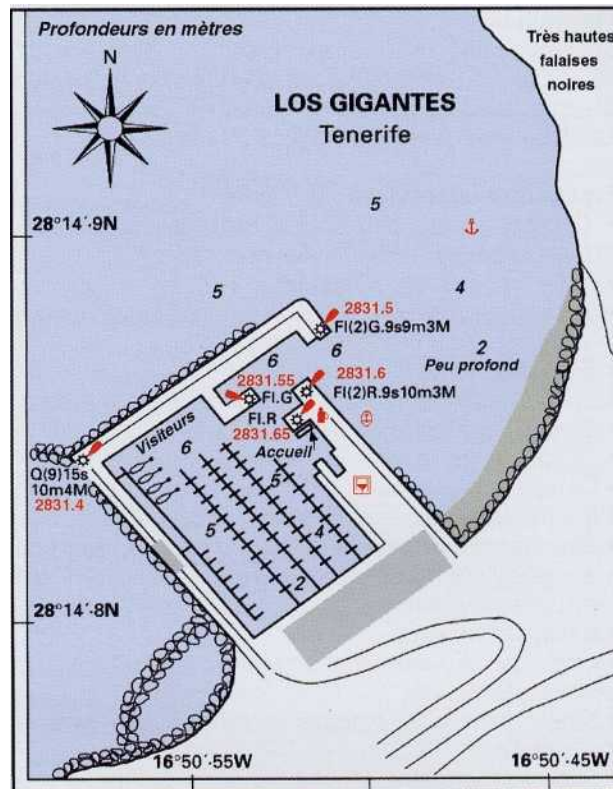 Profondeurs en mètres
Très hautes
falaises
noires
N
LOS GIGANTES
Tenerife
28°14'·9N
5
5
4
2831.5
Fl(2)G.9s9m3M
6
6
2
Peu profond
2831.6
Fl(2)R.9s10m3M
2831.55
Fl.G
Fl.R
2831.65
Accueil
Visiteurs
6
5
5
4
2
Q(9)15s
10m4M
2831.4
28°14'·8N
16°50'·55W
16°50'·45W